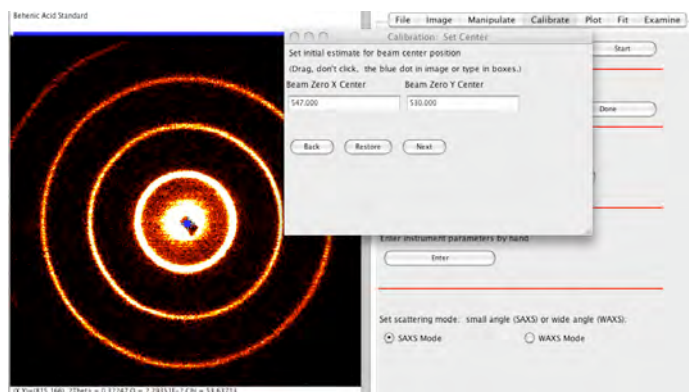 Behenic Acid Standard
File Image Manipulate Calibrate Plot Fit Examine
Calibration: Set Center
Set initial estimate for beam center position
(Drag, don't click, the blue dot in image or type in boxes.)
Beam Zero X Center Beam Zero Y Center
547.000 530.000
Back Restore Next
Start
Done
Enter instrument parameters by hand
Enter
Set scattering mode: small angle (SAXS) or wide angle (WAXS):
SAXS Mode WAXS Mode